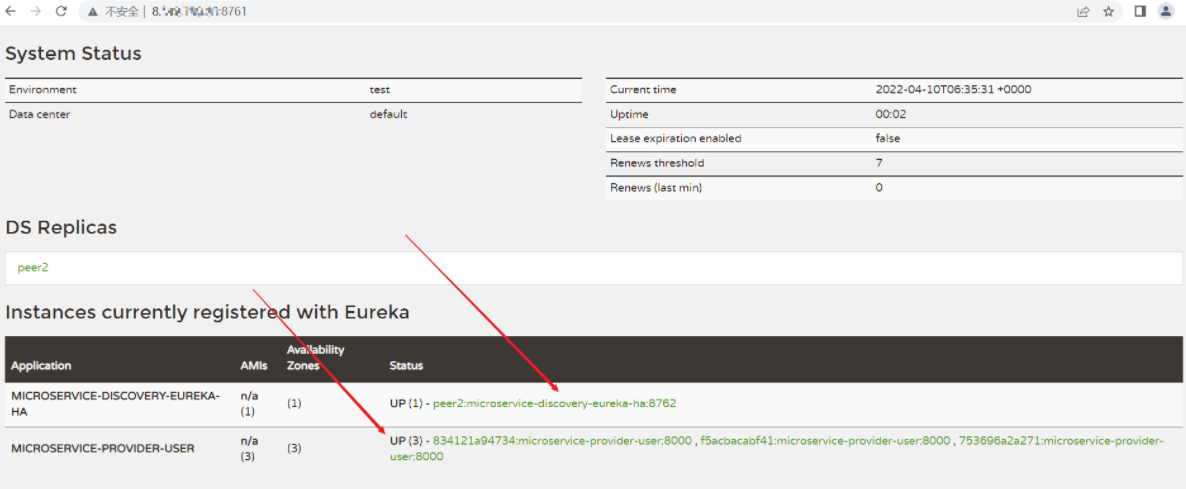 不安全 | 8. :8761
System Status
Environment test
Data center default
Current time 2022-04-10T06:35:31 +0000
Uptime 00:02
Lease expiration enabled false
Renews threshold 7
Renews (last min) 0
DS Replicas
peer2
Instances currently registered with Eureka
Application AMIs Availability Zones Status
MICROSERVICE-DISCOVERY-EUREKA-
HA n/a
(1) (1) UP (1) - peer2:microservice-discovery-eureka-ha:8762
MICROSERVICE-PROVIDER-USER n/a
(3) (3) UP (3) - 834121a94734:microservice-provider-user:8000 , f5acbacabf41:microservice-provider-user:8000 , 753696a2a271:microservice-provider-
user:8000